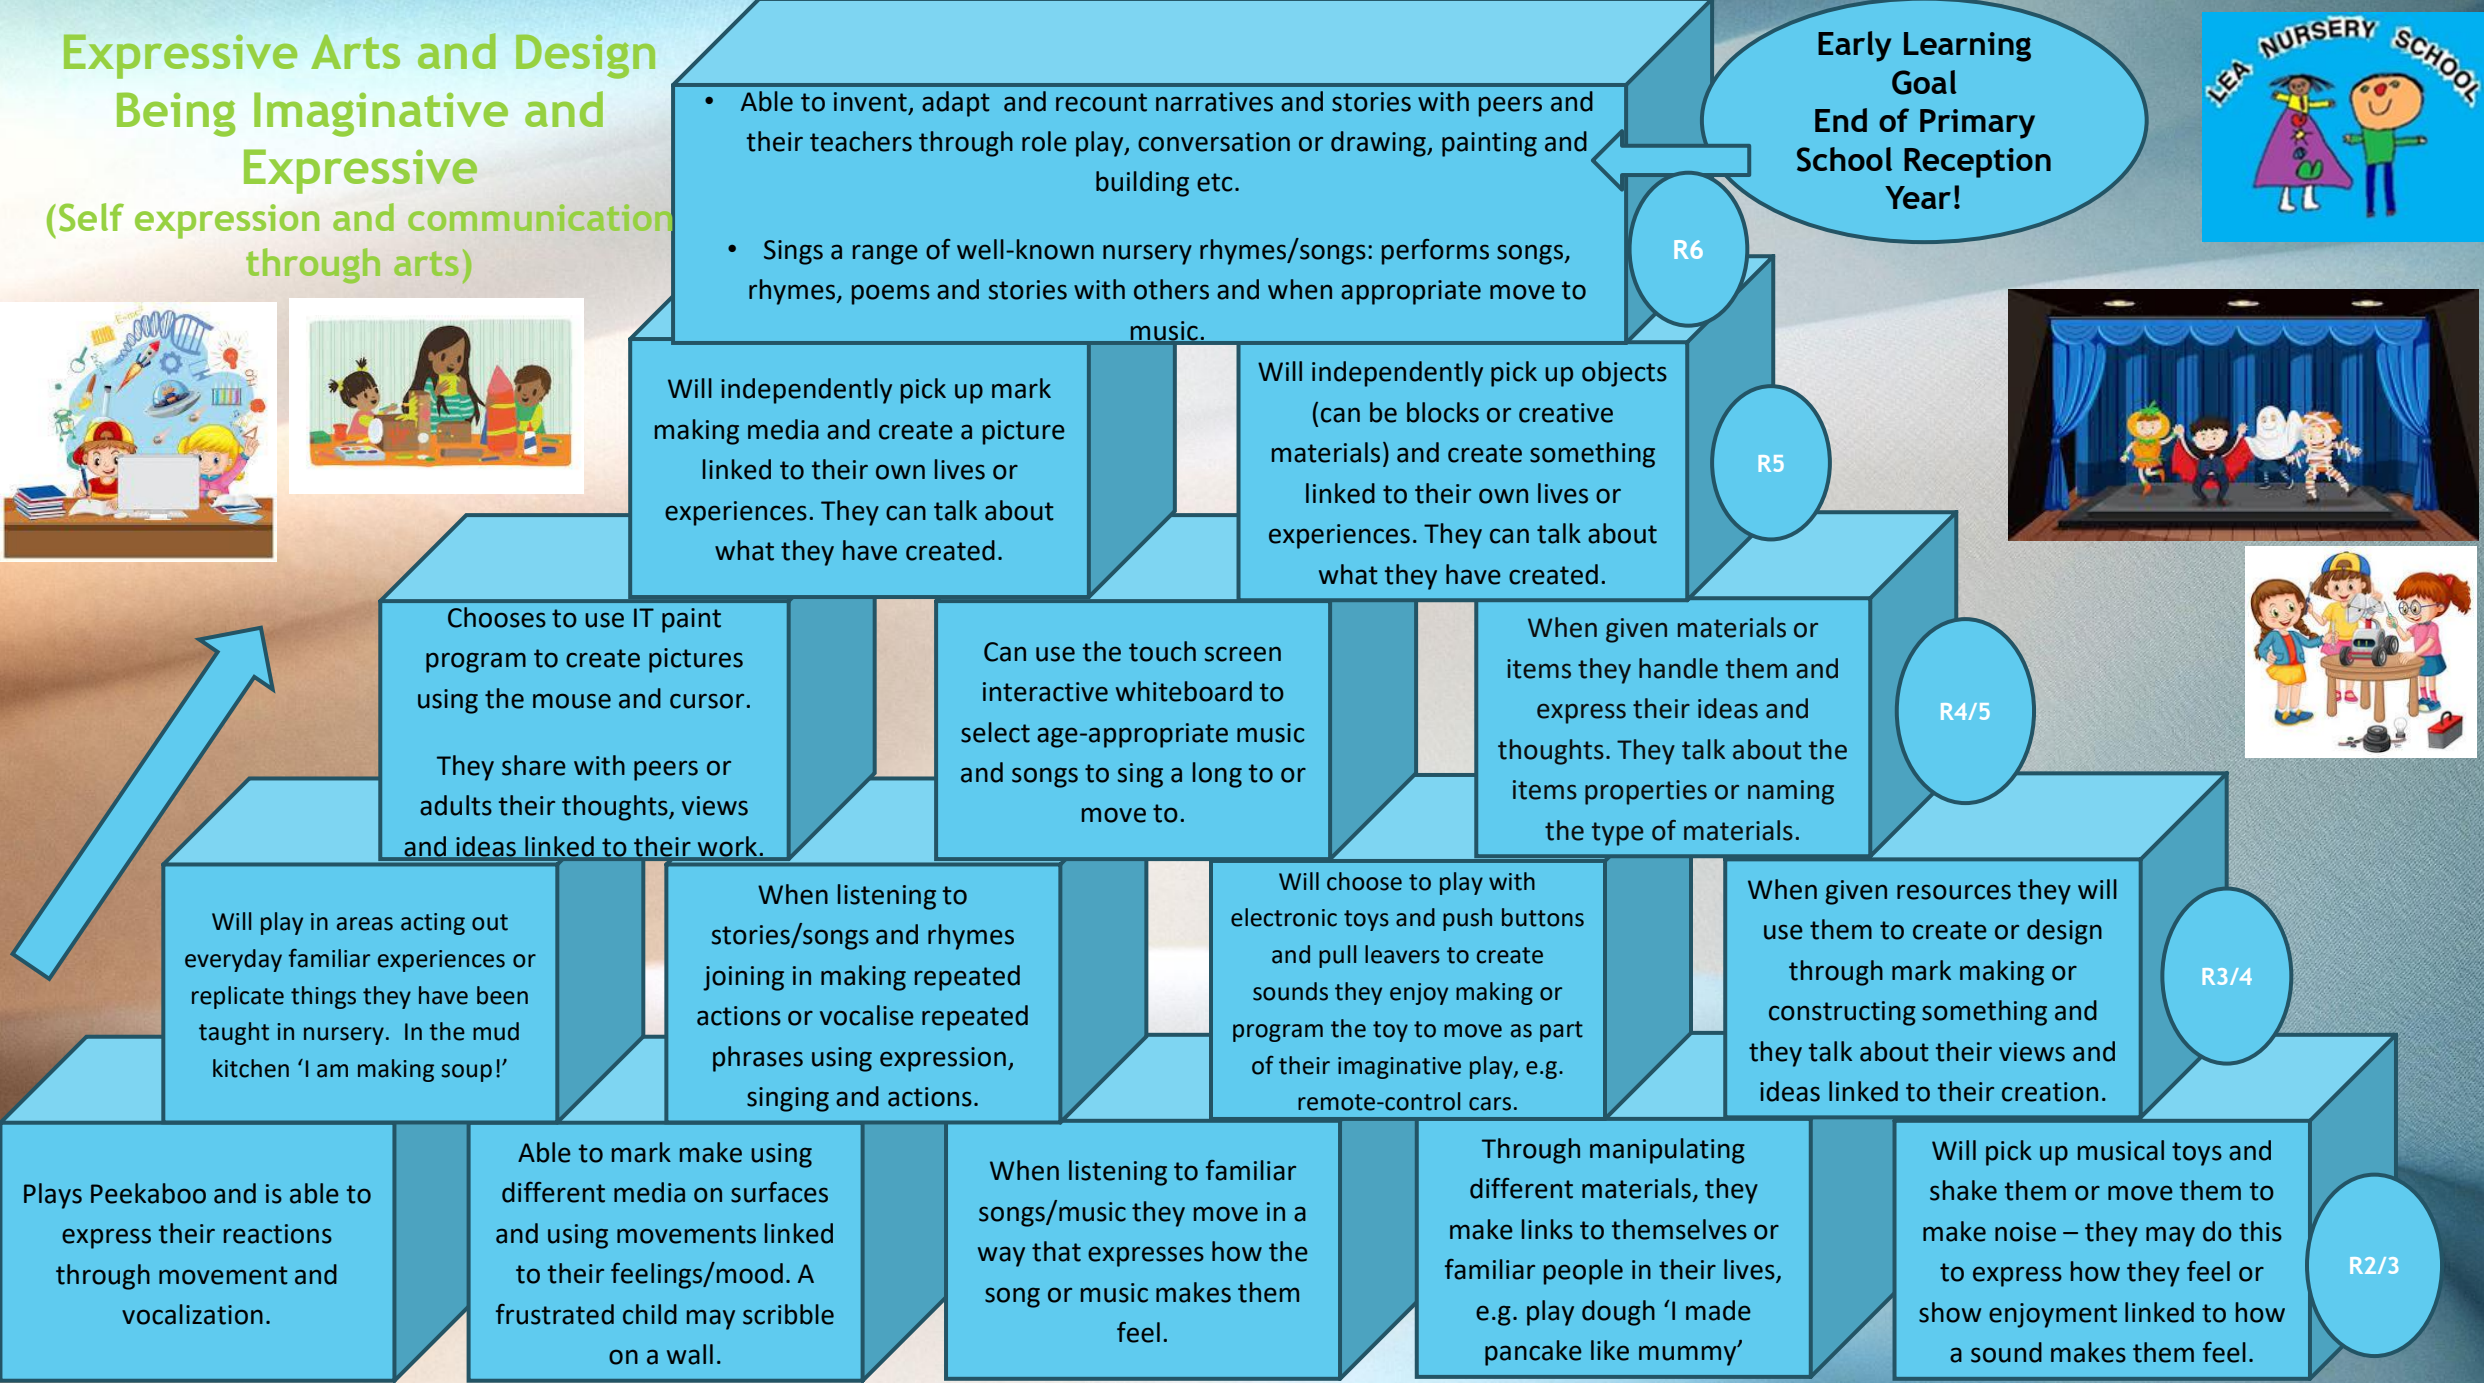 Expressive Arts and Design
Being Imaginative and
Expressive
(Self expression and communication
through arts)
• Able to invent, adapt and recount narratives and stories with peers and
their teachers through role play, conversation or drawing, painting and
building etc.
• Sings a range of well-known nursery rhymes/songs: performs songs,
rhymes, poems and stories with others and when appropriate move to
music.
R6
Early Learning
Goal
End of Primary
School Reception
Year!
LEA NURSERY SCHOOL
Will independently pick up mark
making media and create a picture
linked to their own lives or
experiences. They can talk about
what they have created.
Will independently pick up objects
(can be blocks or creative
materials) and create something
linked to their own lives or
experiences. They can talk about
what they have created.
R5
Chooses to use IT paint
program to create pictures
using the mouse and cursor.
They share with peers or
adults their thoughts, views
and ideas linked to their work.
Can use the touch screen
interactive whiteboard to
select age-appropriate music
and songs to sing a long to or
move to.
When given materials or
items they handle them and
express their ideas and
thoughts. They talk about the
items properties or naming
the type of materials.
R4/5
Will play in areas acting out
everyday familiar experiences or
replicate things they have been
taught in nursery. In the mud
kitchen ‘I am making soup!’
When listening to
stories/songs and rhymes
joining in making repeated
actions or vocalise repeated
phrases using expression,
singing and actions.
Will choose to play with
electronic toys and push buttons
and pull leavers to create
sounds they enjoy making or
program the toy to move as part
of their imaginative play, e.g.
remote-control cars.
When given resources they will
use them to create or design
through mark making or
constructing something and
they talk about their views and
ideas linked to their creation.
R3/4
Plays Peekaboo and is able to
express their reactions
through movement and
vocalization.
Able to mark make using
different media on surfaces
and using movements linked
to their feelings/mood. A
frustrated child may scribble
on a wall.
When listening to familiar
songs/music they move in a
way that expresses how the
song or music makes them
feel.
Through manipulating
different materials, they
make links to themselves or
familiar people in their lives,
e.g. play dough ‘I made
pancake like mummy’
Will pick up musical toys and
shake them or move them to
make noise – they may do this
to express how they feel or
show enjoyment linked to how
a sound makes them feel.
R2/3